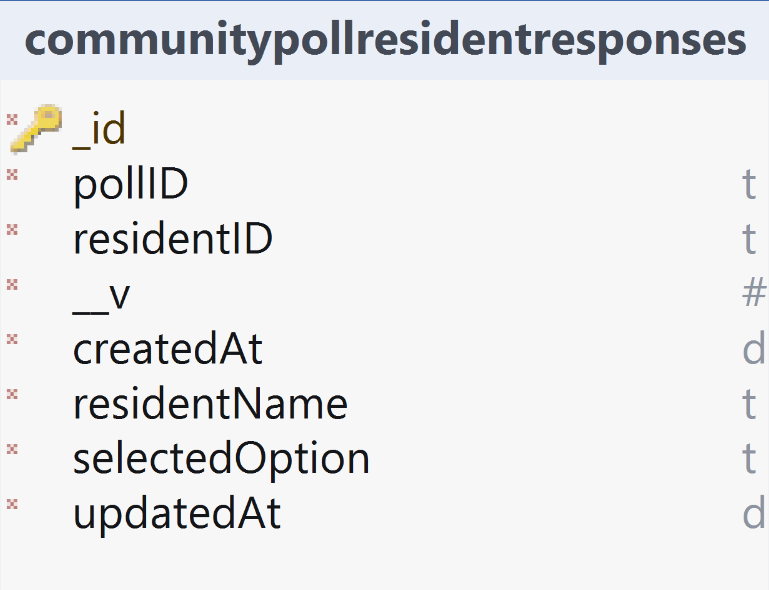 communitypollresidentresponses
_id
pollID t
residentID t
__v #
createdAt d
residentName t
selectedOption t
updatedAt d